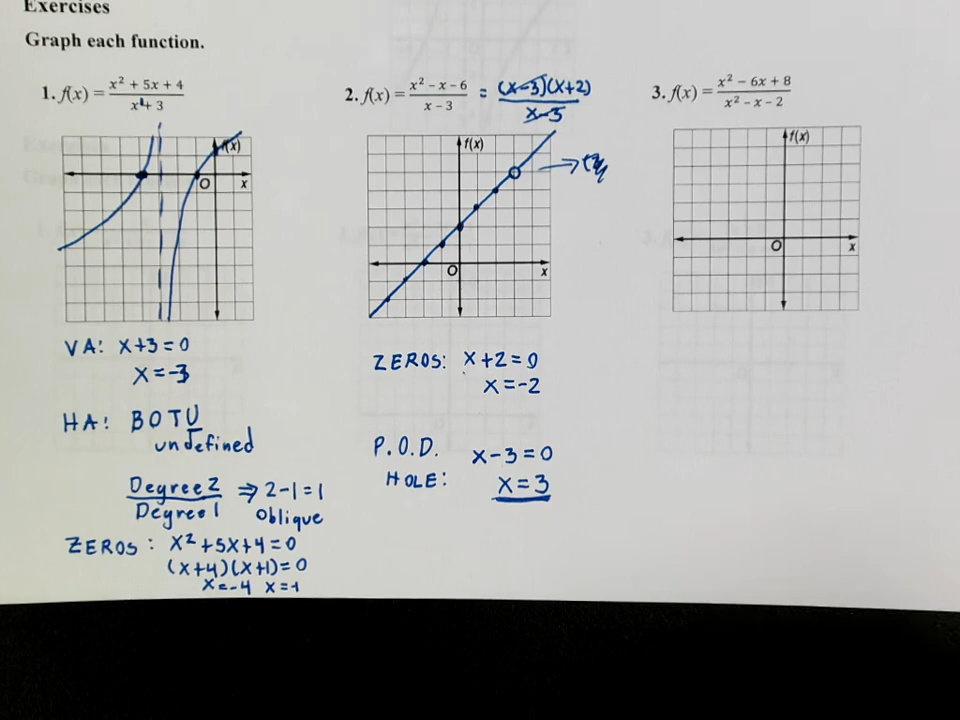 Exercises
Graph each function.
1. f(x) = (x² + 5x + 4)/(x + 3)
2. f(x) = (x² - x - 6)/(x - 3) = (x-3)(x+2)/(x-3)
3. f(x) = (x² - 6x + 8)/(x² - x - 2)
f(x)
O
x
f(x)
O
x
f(x)
O
x
VA: x+3=0
x=-3
HA: BOTU
undefined
Degree 2 ⇒ 2-1=1
Degree 1 Oblique
ZEROS: x²+5x+4=0
(x+4)(x+1)=0
x=-4 x=-1
ZEROS: x+2=0
x=-2
P.O.D. x-3=0
HOLE: x=3